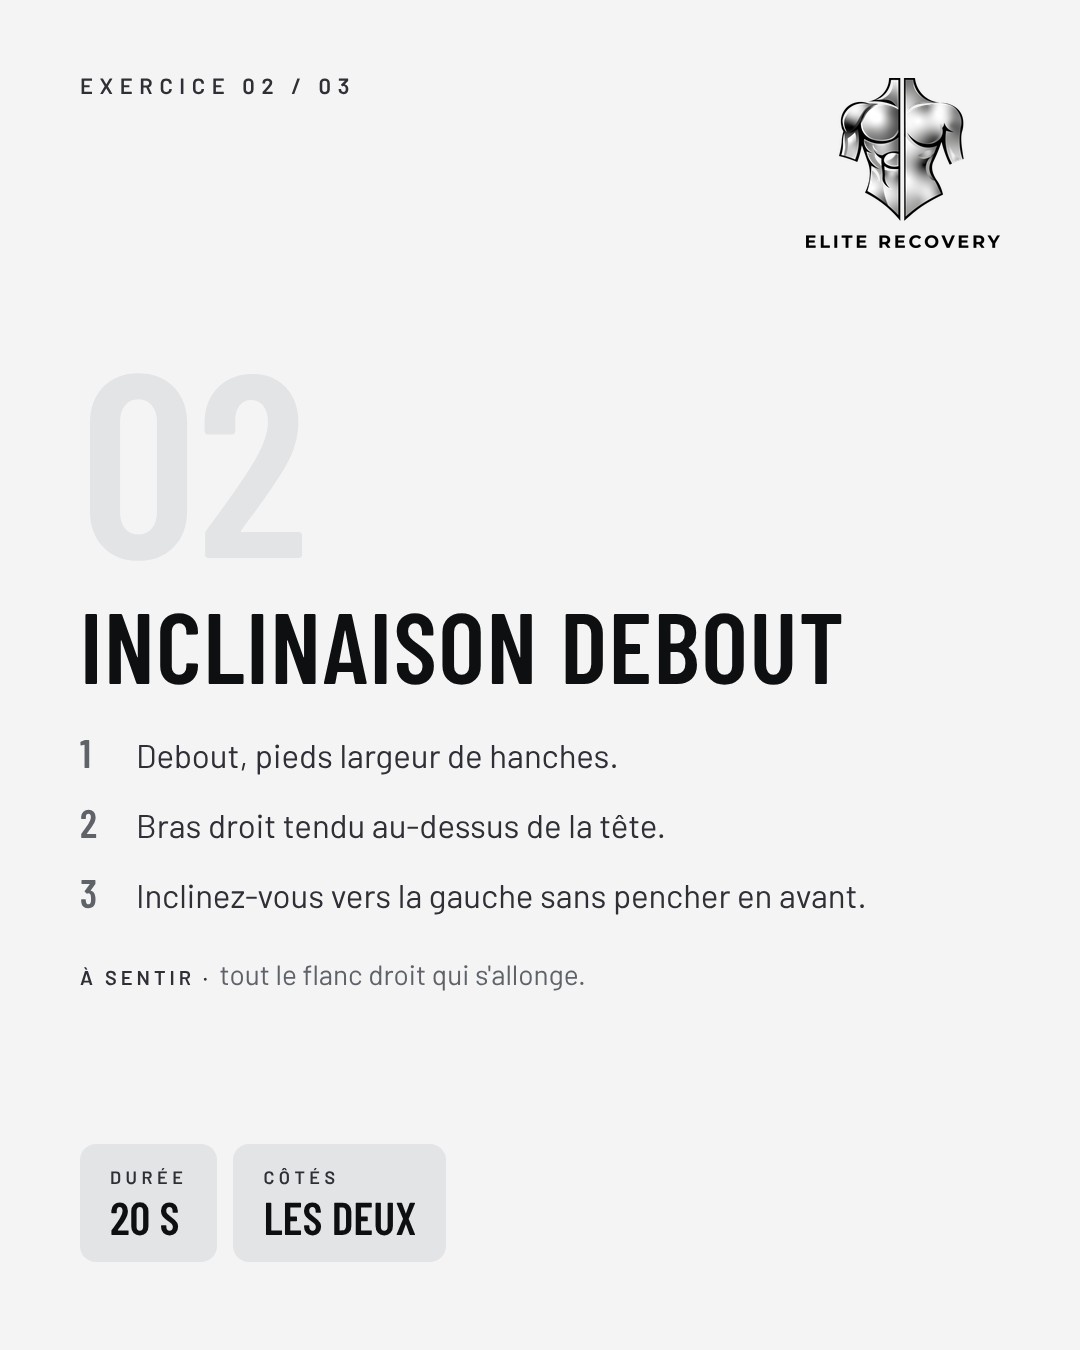 EXERCICE 02 / 03
ELITE RECOVERY
02
INCLINAISON DEBOUT
1 Debout, pieds largeur de hanches.
2 Bras droit tendu au-dessus de la tête.
3 Inclinez-vous vers la gauche sans pencher en avant.
À SENTIR · tout le flanc droit qui s'allonge.
DURÉE
20 S
CÔTÉS
LES DEUX